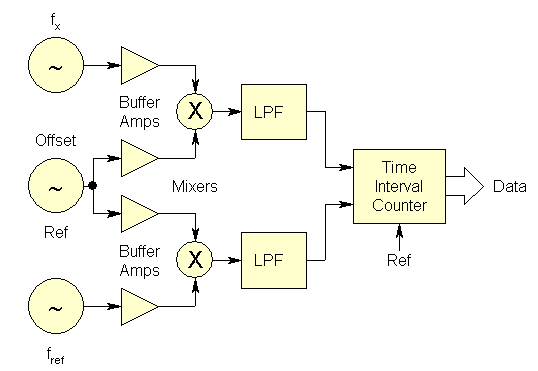 fx
~
Buffer
Amps
X
LPF
Offset
~
Ref
Mixers
Time
Interval
Counter
Data
Ref
Buffer
Amps
X
LPF
~
fref